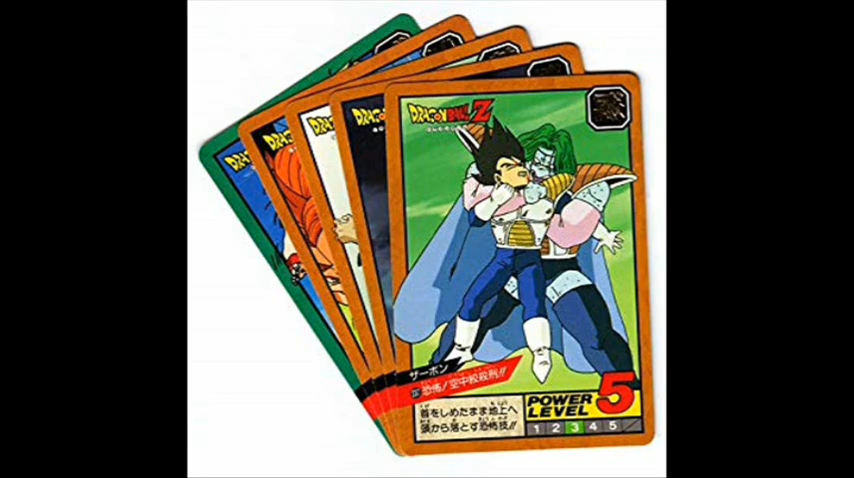 DRAGONBALL Z
ザーボン
恐怖!空中絞殺刑!!
首をしめたまま地上へ
頭から落とす恐怖技!!
POWER
LEVEL 5
1 2 3 4 5